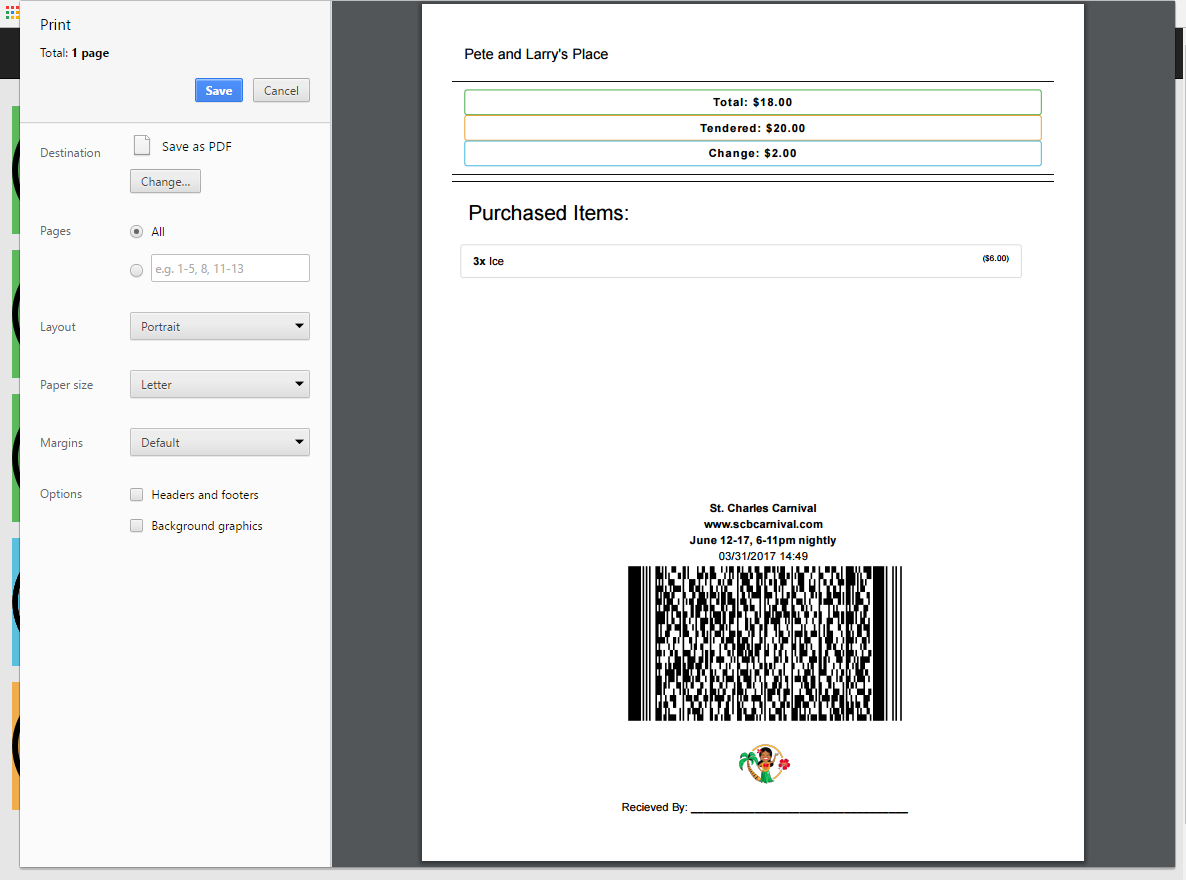 Print
Total: 1 page
Save
Cancel
Destination
Save as PDF
Change...
Pages
All
e.g. 1-5, 8, 11-13
Layout
Portrait
Paper size
Letter
Margins
Default
Options
Headers and footers
Background graphics
Pete and Larry's Place
Total: $18.00
Tendered: $20.00
Change: $2.00
Purchased Items:
3x Ice
($6.00)
St. Charles Carnival
www.scbcarnival.com
June 12-17, 6-11pm nightly
03/31/2017 14:49
Recieved By: ___________________________________